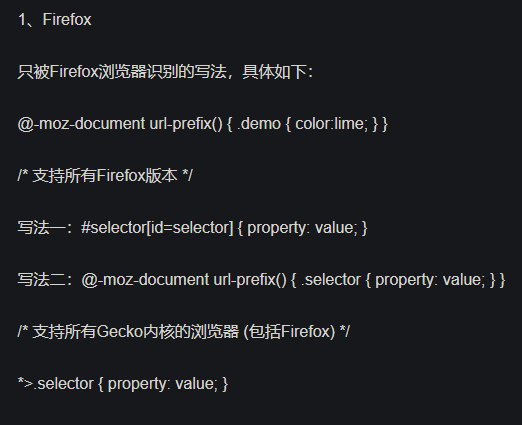 1、Firefox
只被Firefox浏览器识别的写法，具体如下：
@-moz-document url-prefix() { .demo { color:lime; } }
/* 支持所有Firefox版本 */
写法一：#selector[id=selector] { property: value; }
写法二：@-moz-document url-prefix() { .selector { property: value; } }
/* 支持所有Gecko内核的浏览器 (包括Firefox) */
*>.selector { property: value; }